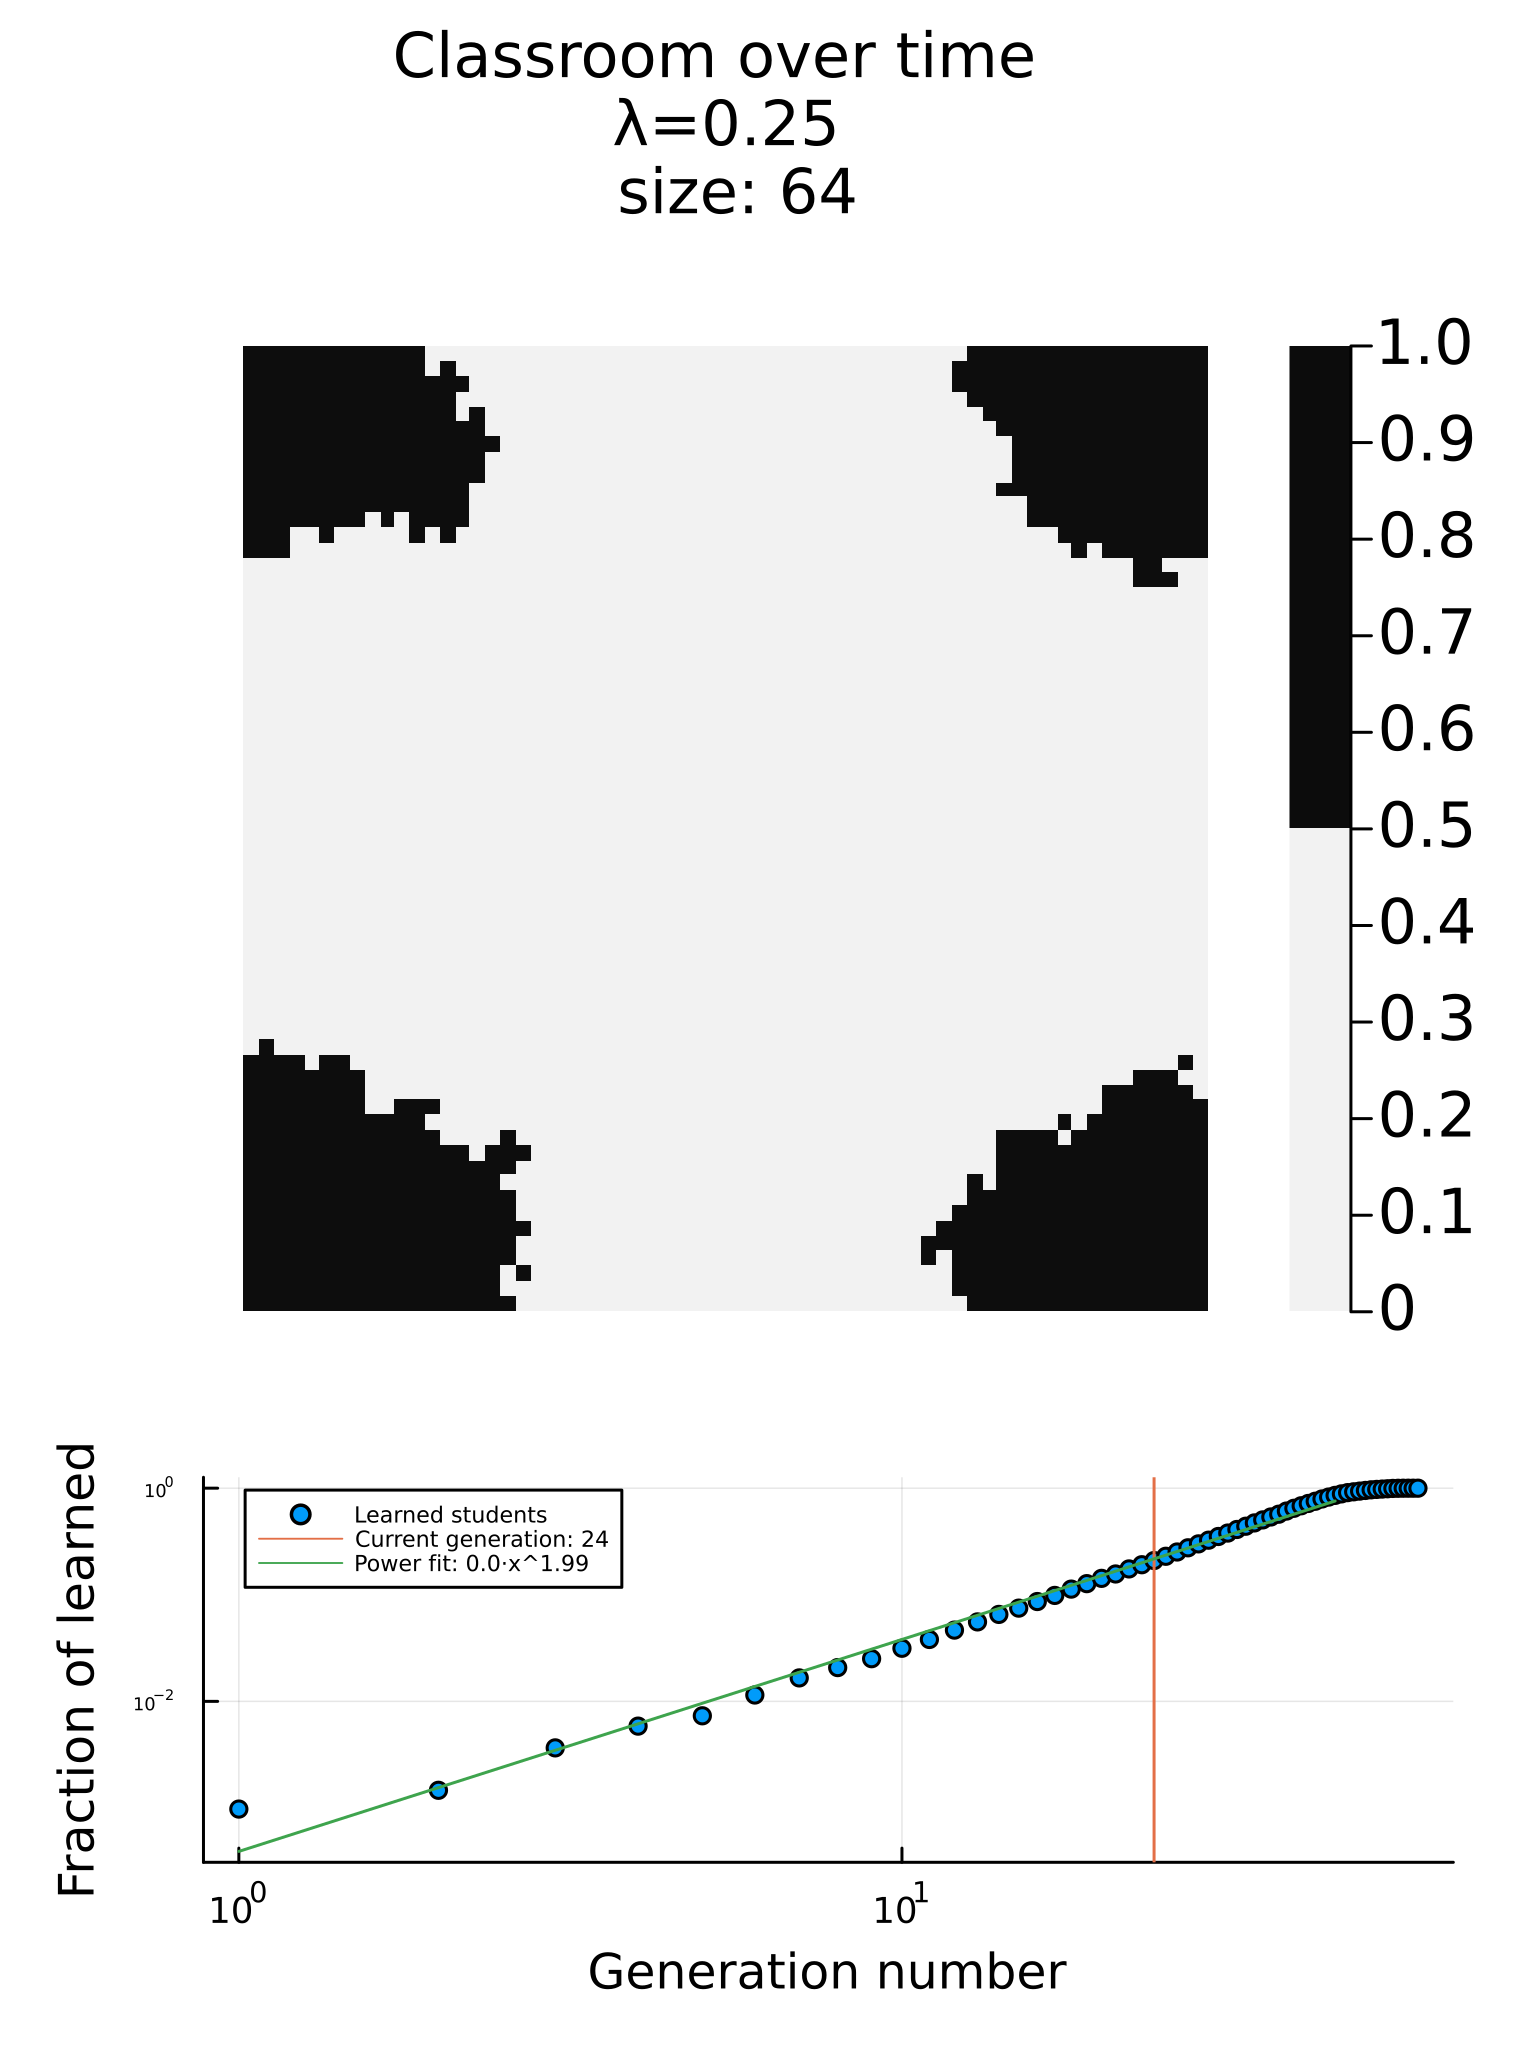 Classroom over time
λ=0.25
size: 64
1.0
0.9
0.8
0.7
0.6
0.5
0.4
0.3
0.2
0.1
0
Fraction of learned
10^0
10^−2
Learned students
Current generation: 24
Power fit: 0.0·x^1.99
10^0
10^1
Generation number